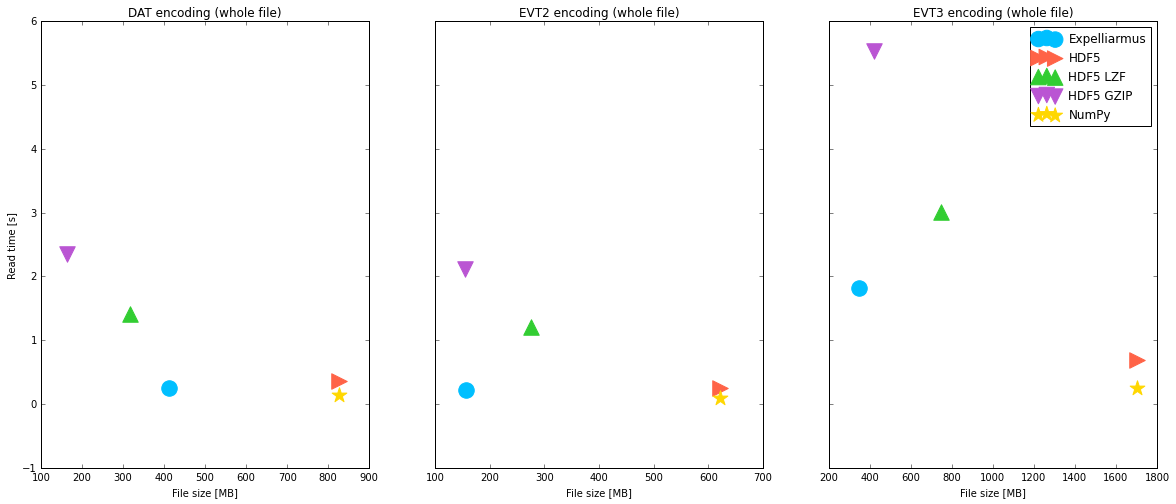 DAT encoding (whole file)
EVT2 encoding (whole file)
EVT3 encoding (whole file)
Expelliarmus
HDF5
HDF5 LZF
HDF5 GZIP
NumPy
Read time [s]
6
5
4
3
2
1
0
−1
100 200 300 400 500 600 700 800 900
100 200 300 400 500 600 700
200 400 600 800 1000 1200 1400 1600 1800
File size [MB]
File size [MB]
File size [MB]